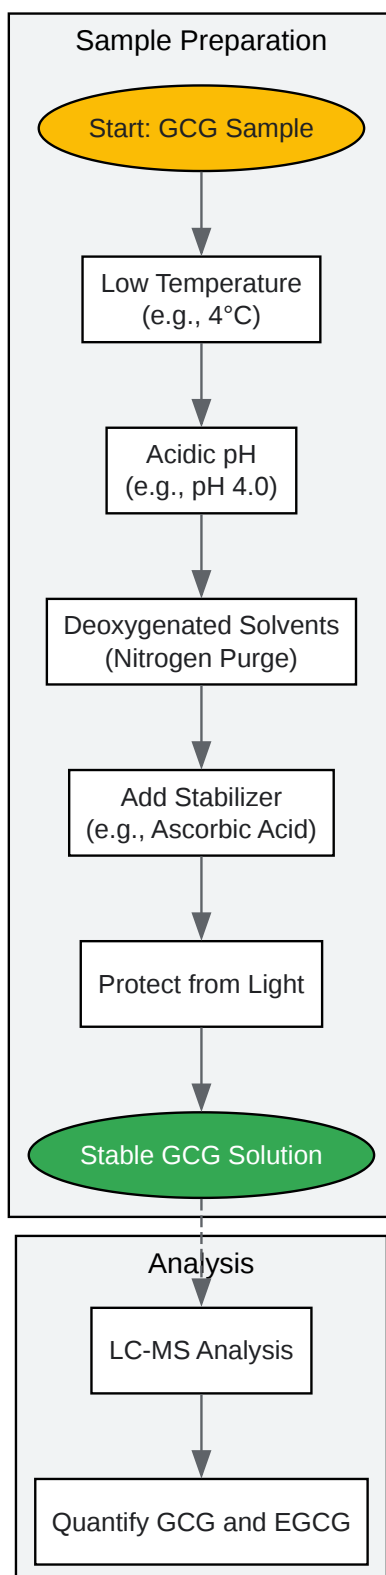 Sample Preparation
Start: GCG Sample
Low Temperature
(e.g., 4°C)
Acidic pH
(e.g., pH 4.0)
Deoxygenated Solvents
(Nitrogen Purge)
Add Stabilizer
(e.g., Ascorbic Acid)
Protect from Light
Stable GCG Solution
Analysis
LC-MS Analysis
Quantify GCG and EGCG